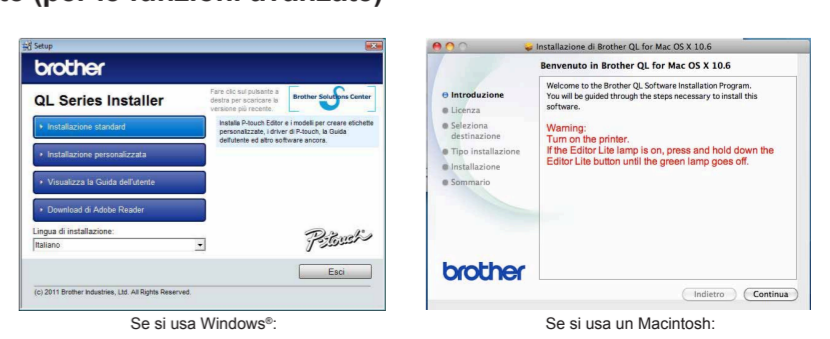 (per le funzioni avanzate)
Setup
brother
QL Series Installer
Fare clic sul pulsante a
destra per scaricare la
versione più recente.
Brother Solutions Center
Installazione standard
Installa P-touch Editor e i modelli per creare etichette
personalizzate, i driver di P-touch, la Guida
dell'utente ed altro software ancora.
Installazione personalizzata
Visualizza la Guida dell'utente
Download di Adobe Reader
Lingua di installazione:
Italiano
P-touch
Esci
(c) 2011 Brother Industries, Ltd. All Rights Reserved.
Se si usa Windows®:
Installazione di Brother QL for Mac OS X 10.6
Benvenuto in Brother QL for Mac OS X 10.6
Introduzione
Licenza
Seleziona
destinazione
Tipo installazione
Installazione
Sommario
Welcome to the Brother QL Software Installation Program.
You will be guided through the steps necessary to install this
software.
Warning:
Turn on the printer.
If the Editor Lite lamp is on, press and hold down the
Editor Lite button until the green lamp goes off.
brother
Indietro
Continua
Se si usa un Macintosh: